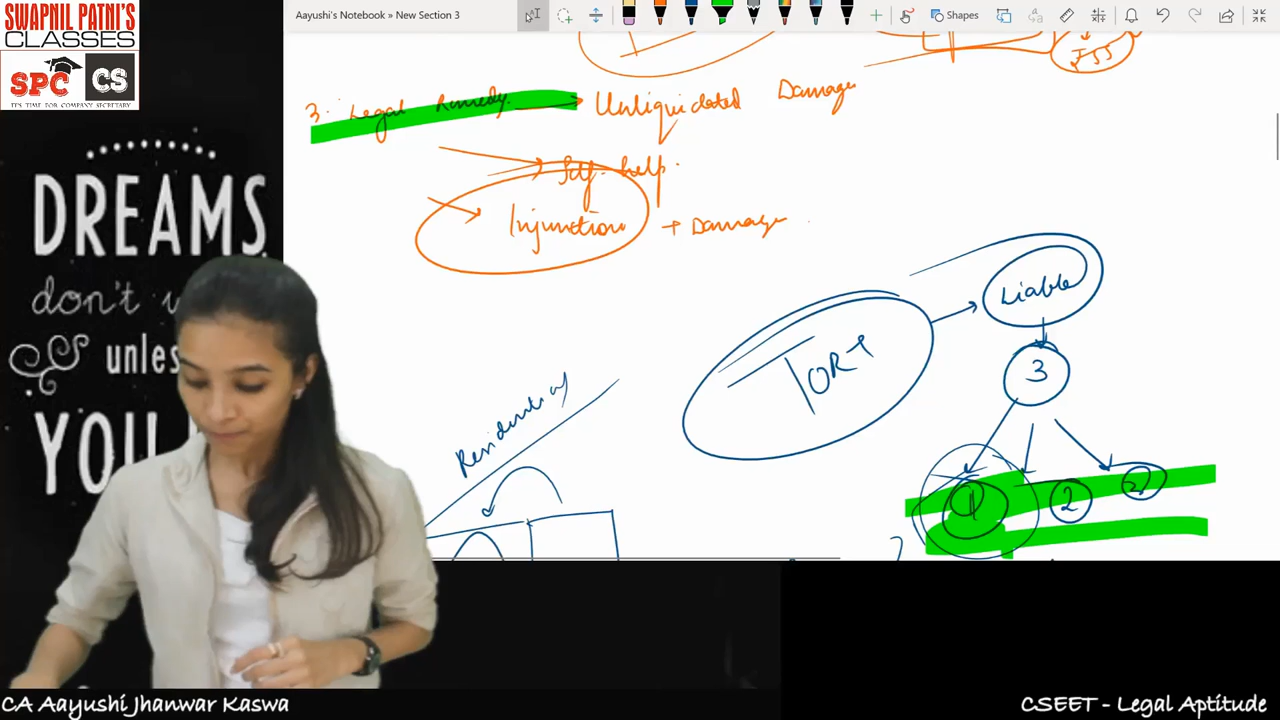 SWAPNIL PATNI'S
CLASSES
SPC CS
IT'S TIME FOR COMPANY SECRETARY
Aayushi's Notebook » New Section 3
Shapes
3. Legal Remedy → Unliquidated Damage
Self-help
Injunction + Damage
Liable
TORT
3
1 2
DREAMS
don't w
unles
YOU
CA Aayushi Jhanwar Kaswa
CSEET - Legal Aptitude